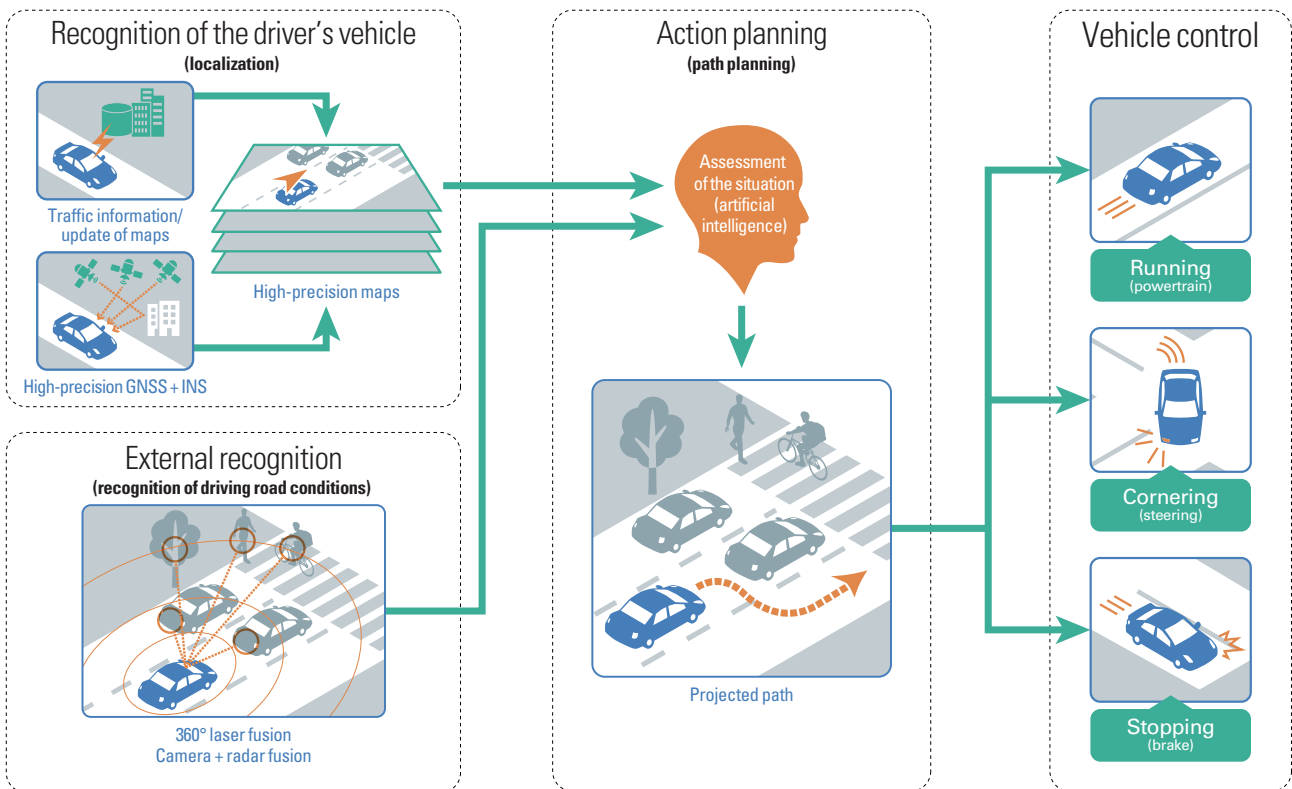 Recognition of the driver's vehicle
(localization)
Traffic information/
update of maps
High-precision GNSS + INS
High-precision maps
External recognition
(recognition of driving road conditions)
360° laser fusion
Camera + radar fusion
Action planning
(path planning)
Assessment
of the situation
(artificial
intelligence)
Projected path
Vehicle control
Running
(powertrain)
Cornering
(steering)
Stopping
(brake)